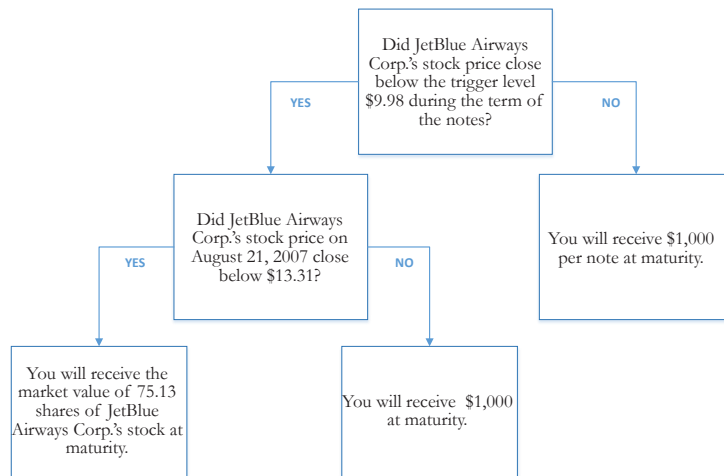 Did JetBlue Airways
Corp.'s stock price close
below the trigger level
$9.98 during the term of
the notes?
YES
NO
Did JetBlue Airways
Corp.'s stock price on
August 21, 2007 close
below $13.31?
You will receive $1,000
per note at maturity.
YES
NO
You will receive the
market value of 75.13
shares of JetBlue
Airways Corp.'s stock at
maturity.
You will receive $1,000
at maturity.